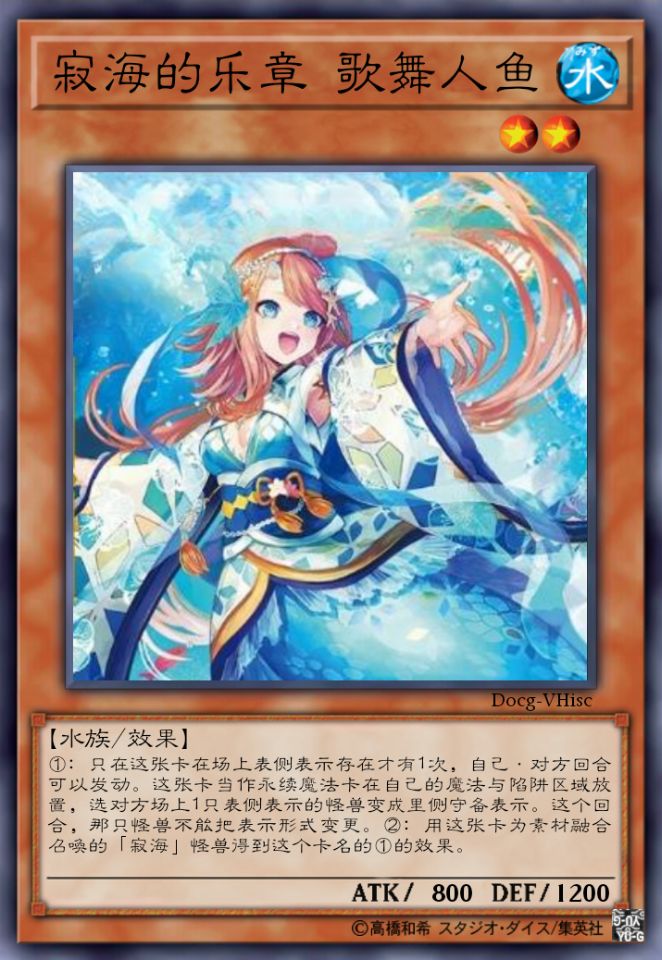 寂海的乐章 歌舞人鱼
みず
水
Docg-VHisc
【水族/效果】
①：只在这张卡在场上表侧表示存在才有1次，自己·对方回合
可以发动。这张卡当作永续魔法卡在自己的魔法与陷阱区域放
置，选对方场上1只表侧表示的怪兽变成里侧守备表示。这个回
合，那只怪兽不能把表示形式变更。②：用这张卡为素材融合
召唤的「寂海」怪兽得到这个卡名的①的效果。
ATK/ 800 DEF/1200
©高橋和希 スタジオ・ダイス/集英社